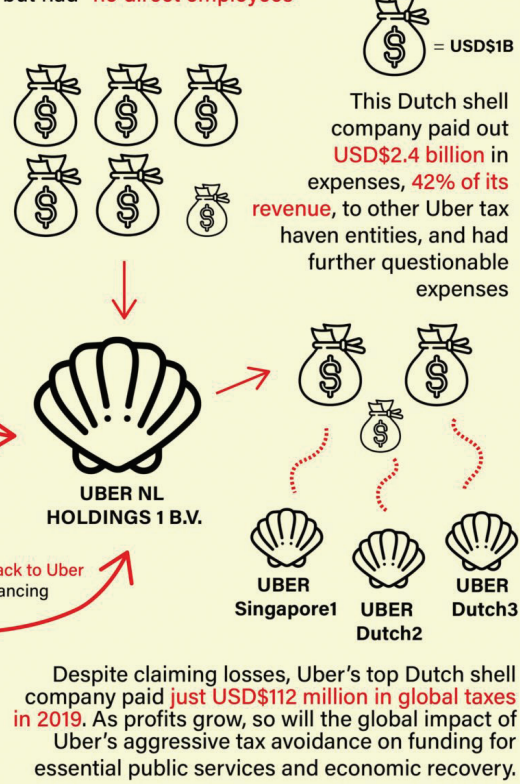 but had no direct employees
= USD$1B
This Dutch shell
company paid out
USD$2.4 billion in
expenses, 42% of its
revenue, to other Uber tax
haven entities, and had
further questionable
expenses
UBER NL
HOLDINGS 1 B.V.
ack to Uber
ancing
UBER
Singapore1
UBER
Dutch2
UBER
Dutch3
Despite claiming losses, Uber's top Dutch shell
company paid just USD$112 million in global taxes
in 2019. As profits grow, so will the global impact of
Uber's aggressive tax avoidance on funding for
essential public services and economic recovery.